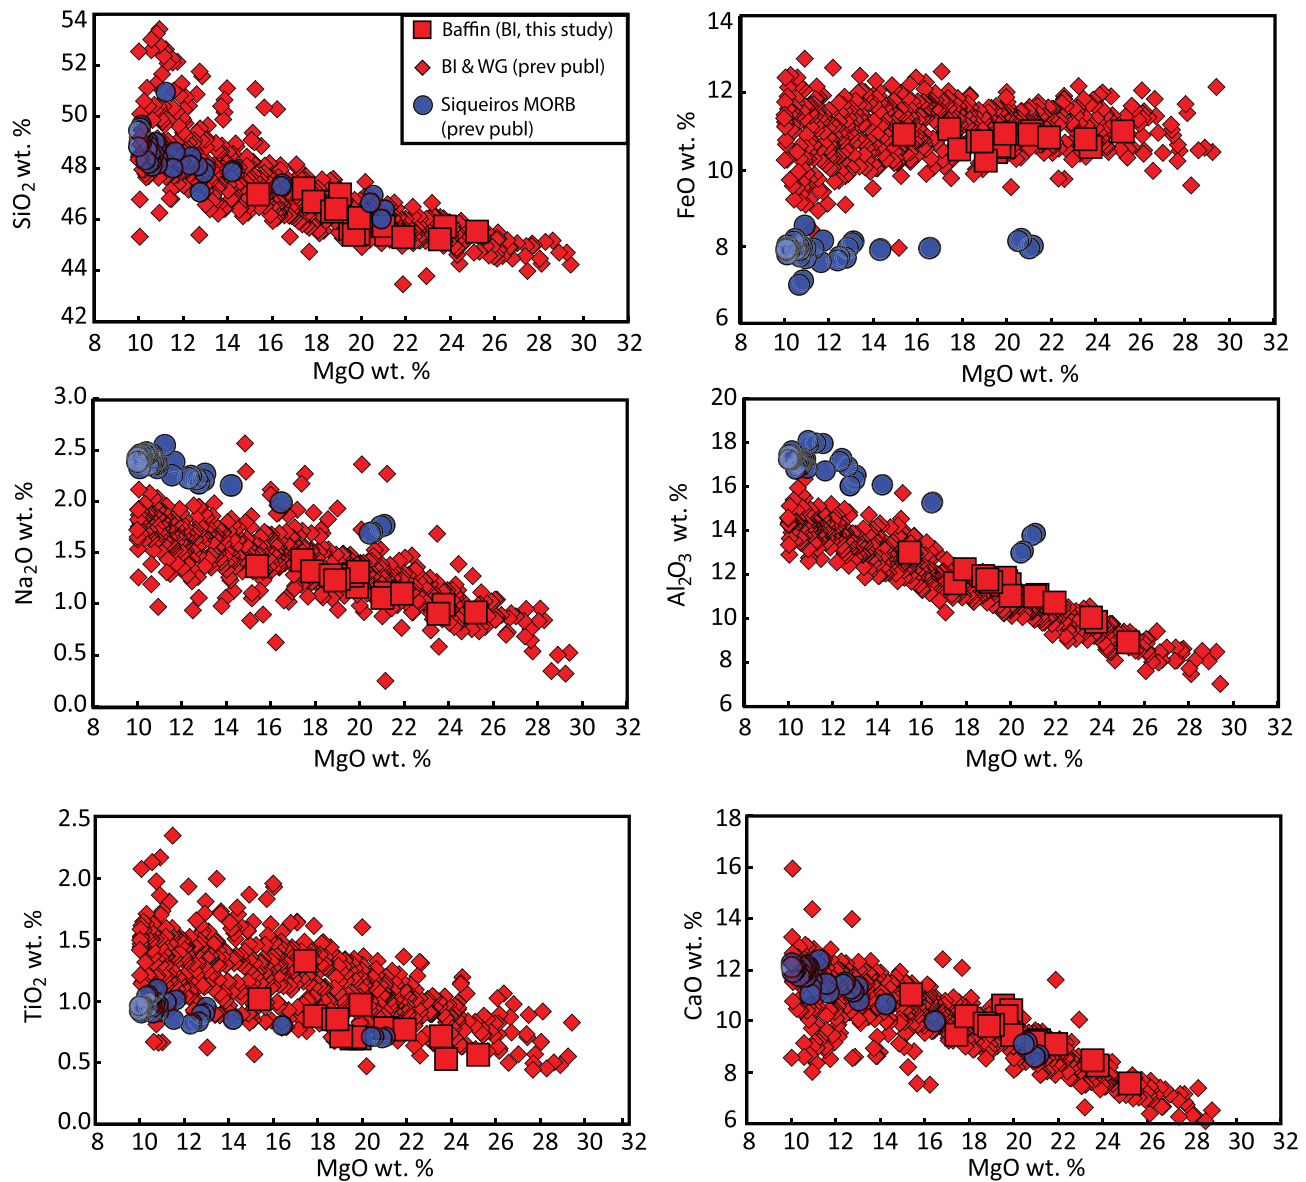 54
52
50
48
46
44
42
SiO2 wt. %
Baffin (BI, this study)
BI & WG (prev publ)
Siqueiros MORB
(prev publ)
8 10 12 14 16 18 20 22 24 26 28 30 32
MgO wt. %
14
12
10
8
6
FeO wt. %
8 10 12 14 16 18 20 22 24 26 28 30 32
MgO wt. %
3.0
2.5
2.0
1.5
1.0
0.5
0.0
Na2O wt. %
8 10 12 14 16 18 20 22 24 26 28 30 32
MgO wt. %
20
18
16
14
12
10
8
6
Al2O3 wt. %
8 10 12 14 16 18 20 22 24 26 28 30 32
MgO wt. %
2.5
2.0
1.5
1.0
0.5
0.0
TiO2 wt. %
8 10 12 14 16 18 20 22 24 26 28 30 32
MgO wt. %
18
16
14
12
10
8
6
CaO wt. %
8 10 12 14 16 18 20 22 24 26 28 30 32
MgO wt. %